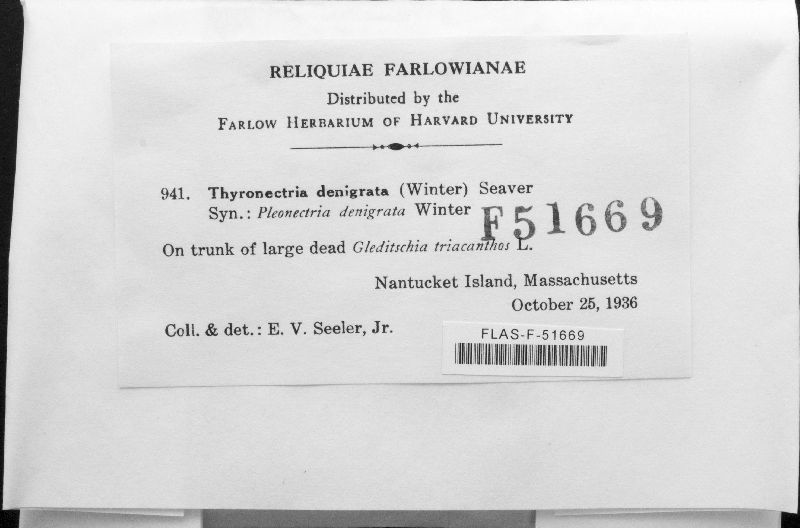 RELIQUIAE FARLOWIANAE
Distributed by the
FARLOW HERBARIUM OF HARVARD UNIVERSITY
941. Thyronectria denigrata (Winter) Seaver
Syn.: Pleonectria denigrata Winter
F51669
On trunk of large dead Gleditschia triacanthos L.
Nantucket Island, Massachusetts
October 25, 1936
Coll. & det.: E. V. Seeler, Jr.
FLAS-F-51669